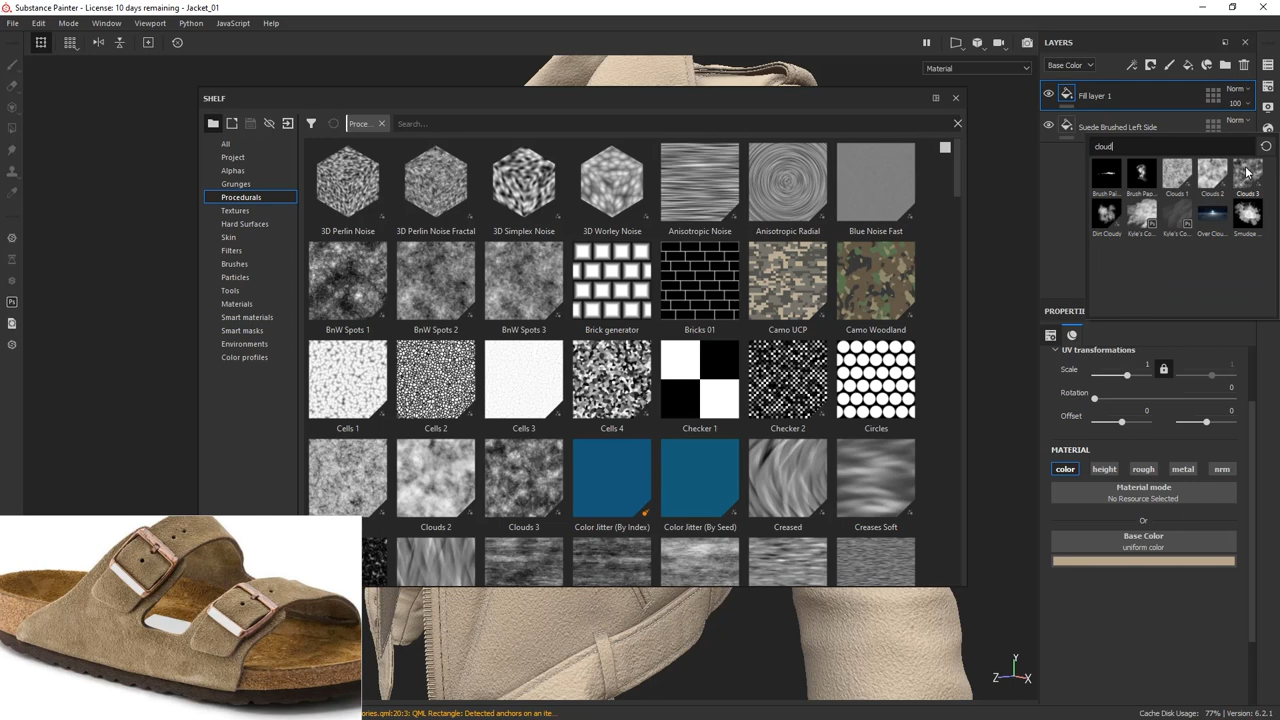 Substance Painter - License: 10 days remaining - Jacket_01
File Edit Mode Window Viewport Python JavaScript Help
Material
LAYERS
Base Color
Norm
100
Fill layer 1
Norm
Suede Brushed Left Side
cloud
Brush Pai...
Brush Pao...
Clouds 1
Clouds 2
Clouds 3
Dirt Cloudy
Kyle's Co...
Kyle's Co...
Over Clou...
Smudge ...
SHELF
Proce...
Search...
All
Project
Alphas
Grunges
Procedurals
Textures
Hard Surfaces
Skin
Filters
Brushes
Particles
Tools
Materials
Smart materials
Smart masks
Environments
Color profiles
3D Perlin Noise
3D Perlin Noise Fractal
3D Simplex Noise
3D Worley Noise
Anisotropic Noise
Anisotropic Radial
Blue Noise Fast
BnW Spots 1
BnW Spots 2
BnW Spots 3
Brick generator
Bricks 01
Camo UCP
Camo Woodland
Cells 1
Cells 2
Cells 3
Cells 4
Checker 1
Checker 2
Circles
Clouds 2
Clouds 3
Color Jitter (By Index)
Color Jitter (By Seed)
Creased
Creases Soft
PROPERTIE
UV transformations
Scale 1 1
Rotation 0
Offset 0 0
MATERIAL
color height rough metal nrm
Material mode
No Resource Selected
Or
Base Color
uniform color
Ps
Y
Z X
ories.qml:20:3: QML Rectangle: Detected anchors on an ite...
Cache Disk Usage: 77% | Version: 6.2.1